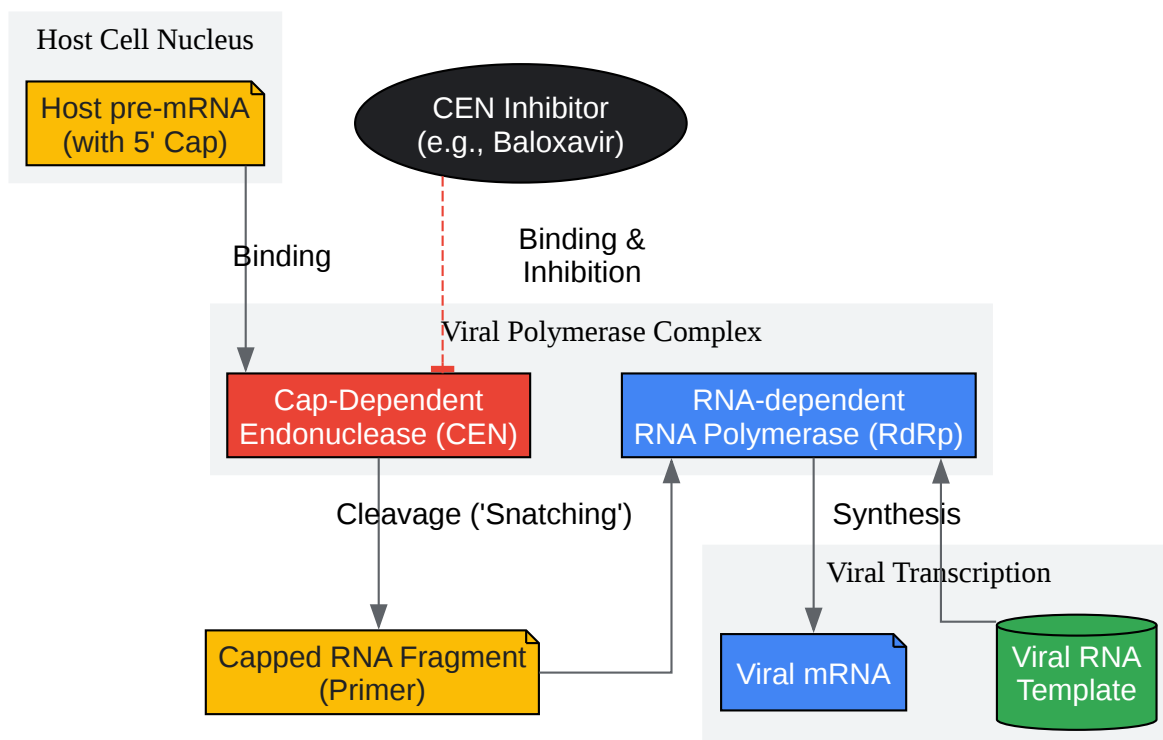 Host Cell Nucleus
Host pre-mRNA
(with 5' Cap)
CEN Inhibitor
(e.g., Baloxavir)
Binding
Binding &
Inhibition
Viral Polymerase Complex
Cap-Dependent
Endonuclease (CEN)
RNA-dependent
RNA Polymerase (RdRp)
Cleavage ('Snatching')
Synthesis
Viral Transcription
Capped RNA Fragment
(Primer)
Viral mRNA
Viral RNA
Template